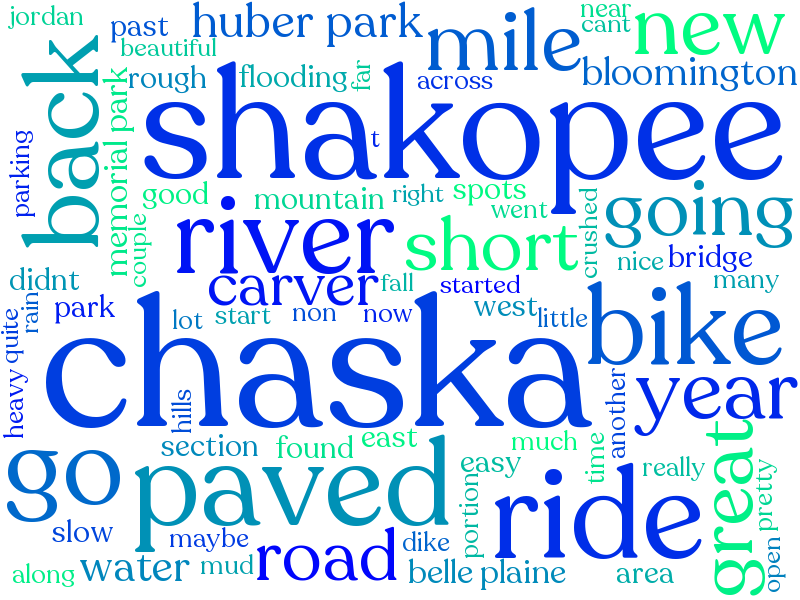 jordan
past
huber park
near
cant
new
beautiful
mile
back
rough
flooding
far
across
bloomington
shakopee
t
parking
memorial park
good
mountain
right
spots
went
crushed
going
couple
river
short
nice
bridge
didnt
carver
fall
started
many
rain
park
lot
start
non
now
west
little
bike
quite
heavy
chaska
hills
another
year
section
found
east
much
time
great
go
paved
easy
portion
ride
really
pretty
open
slow
maybe
road
dike
along
water
mud
belle plaine
area